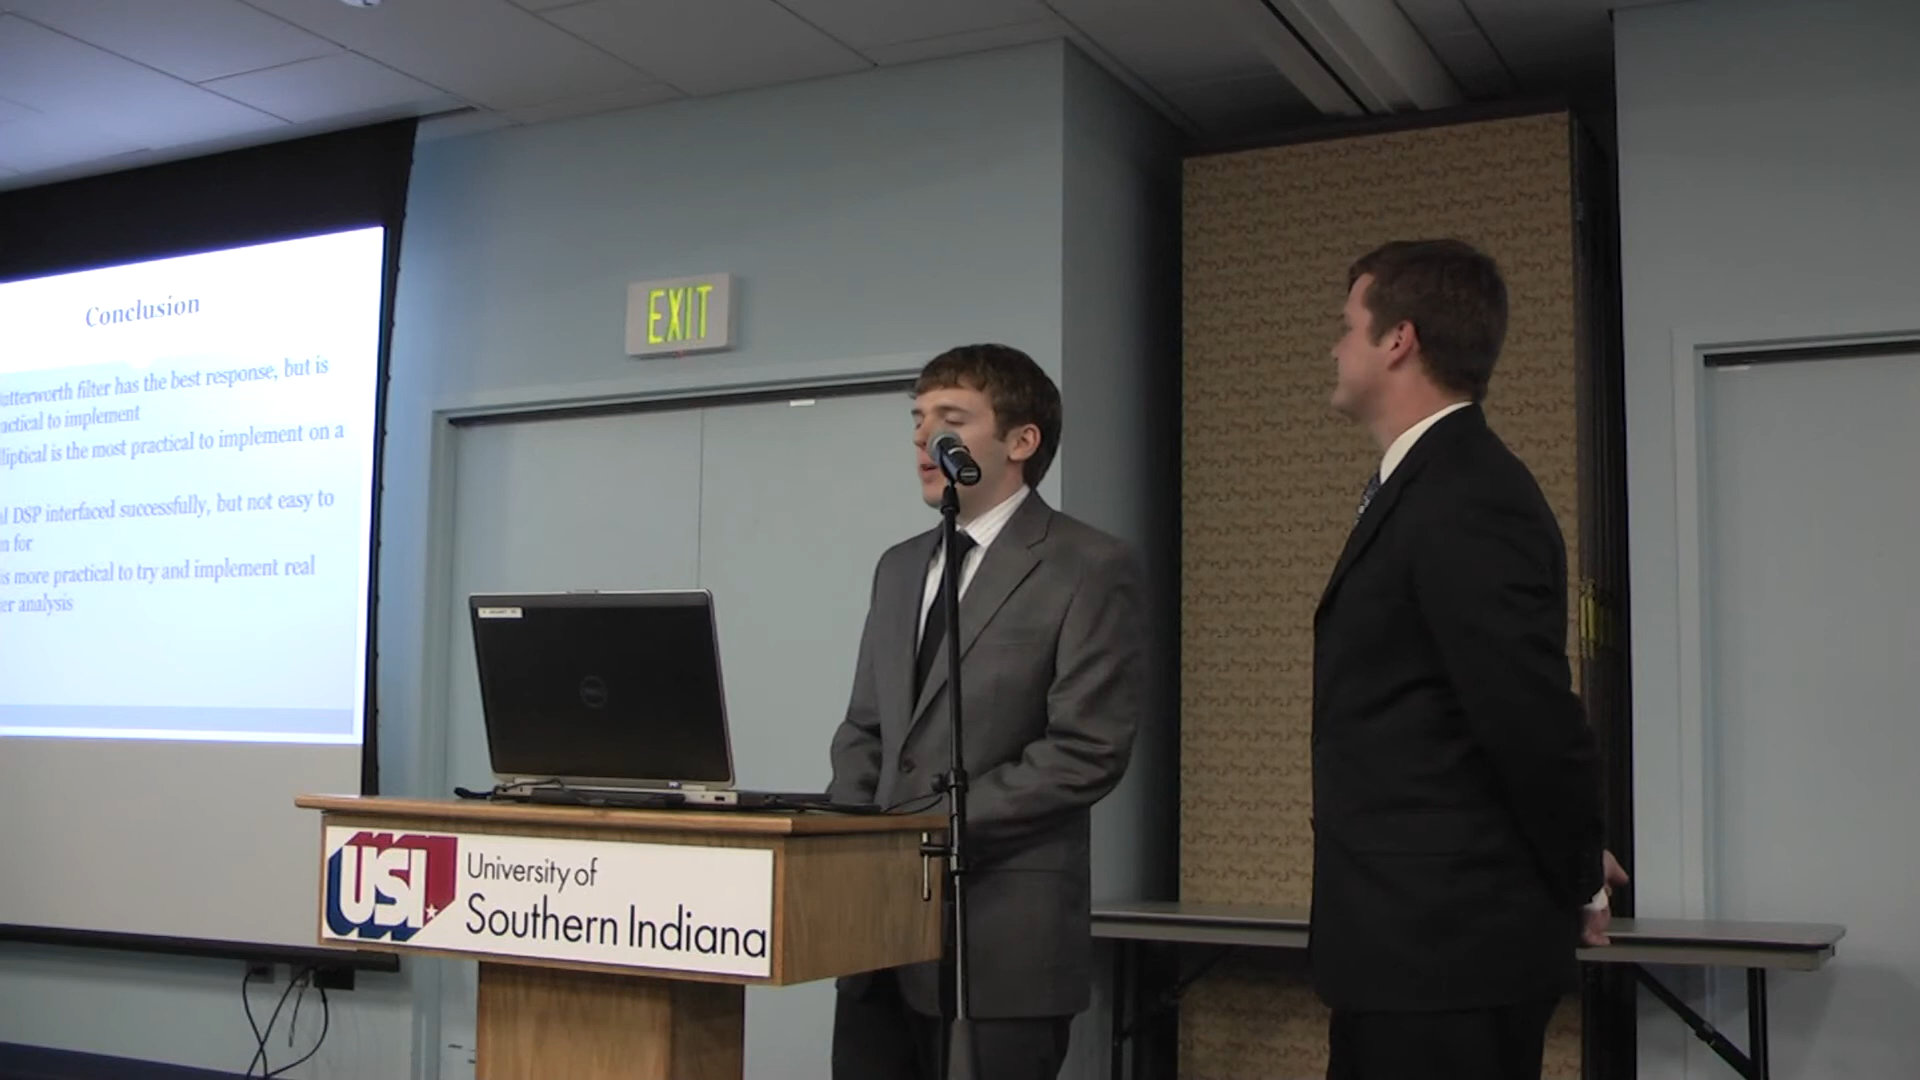 Conclusion
utterworth filter has the best response, but is
actical to implement
lliptical is the most practical to implement on a
DSP interfaced successfully, but not easy to
n for
is more practical to try and implement real
er analysis
EXIT
USI
University of
Southern Indiana
DELL